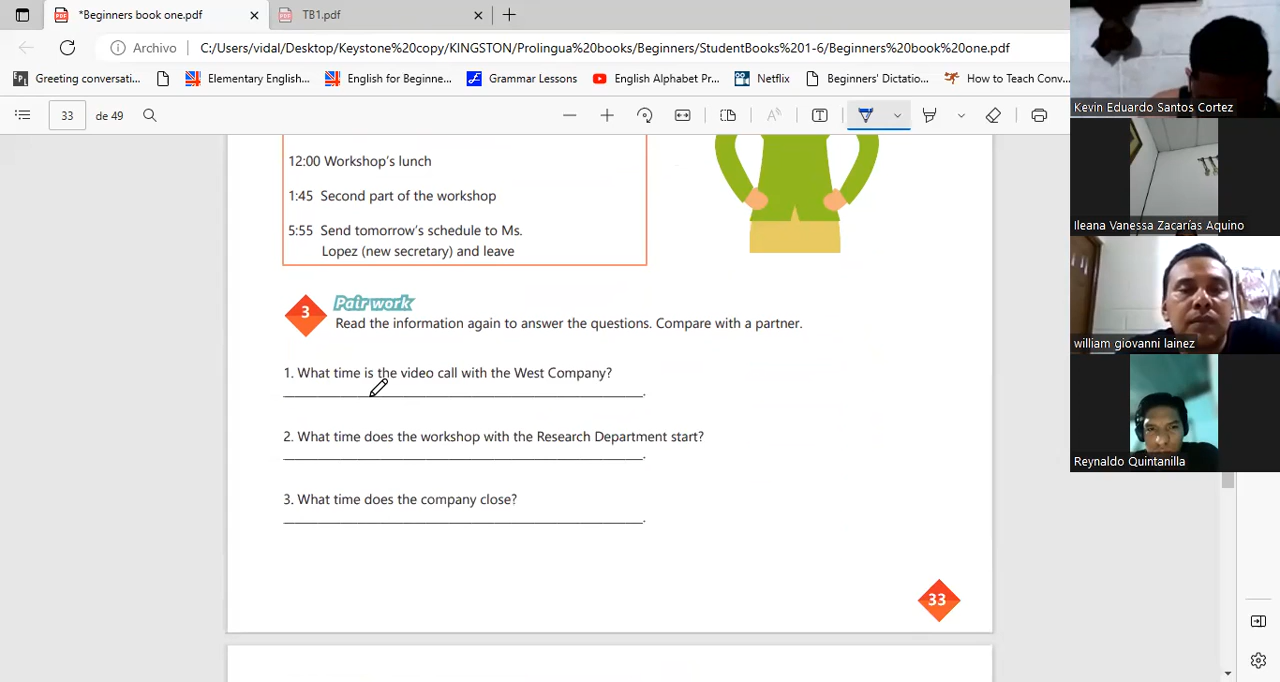 *Beginners book one.pdf
TB1.pdf
Archivo
C:/Users/vidal/Desktop/Keystone%20copy/KINGSTON/Prolingua%20books/Beginners/StudentBooks%201-6/Beginners%20book%20one.pdf
Greeting conversati...
Elementary English...
English for Beginne...
Grammar Lessons
English Alphabet Pr...
Netflix
Beginners' Dictatio...
How to Teach Conv...
33 de 49
12:00 Workshop's lunch
1:45 Second part of the workshop
5:55 Send tomorrow's schedule to Ms.
Lopez (new secretary) and leave
3
Pair work
Read the information again to answer the questions. Compare with a partner.
1. What time is the video call with the West Company?
2. What time does the workshop with the Research Department start?
3. What time does the company close?
33
Kevin Eduardo Santos Cortez
Ileana Vanessa Zacarías Aquino
william giovanni lainez
Reynaldo Quintanilla